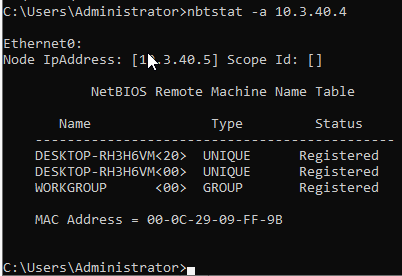 C:\Users\Administrator>nbtstat -a 10.3.40.4
Ethernet0:
Node IpAddress: [1 .3.40.5] Scope Id: []
NetBIOS Remote Machine Name Table
Name Type Status
---------------------------------------------
DESKTOP-RH3H6VM<20> UNIQUE Registered
DESKTOP-RH3H6VM<00> UNIQUE Registered
WORKGROUP <00> GROUP Registered
MAC Address = 00-0C-29-09-FF-9B
C:\Users\Administrator>